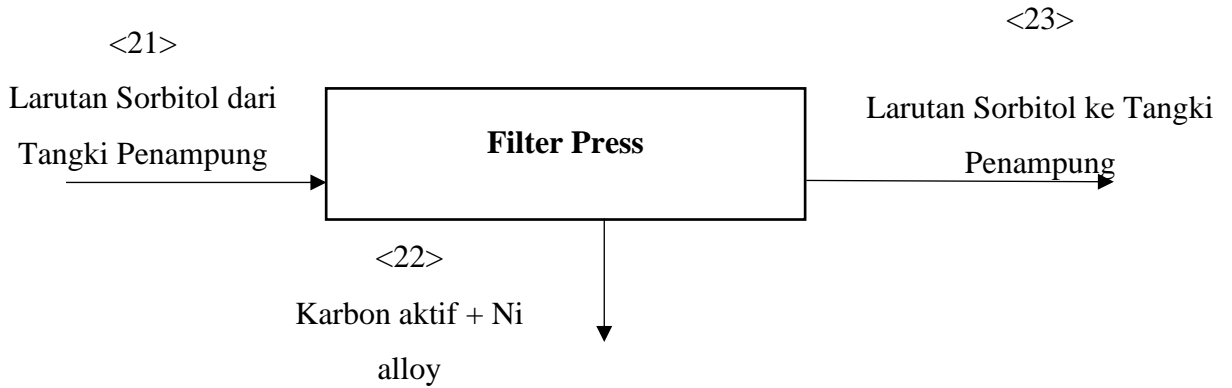 <21>
Larutan Sorbitol dari
Tangki Penampung
Filter Press
<23>
Larutan Sorbitol ke Tangki
Penampung
<22>
Karbon aktif + Ni
alloy